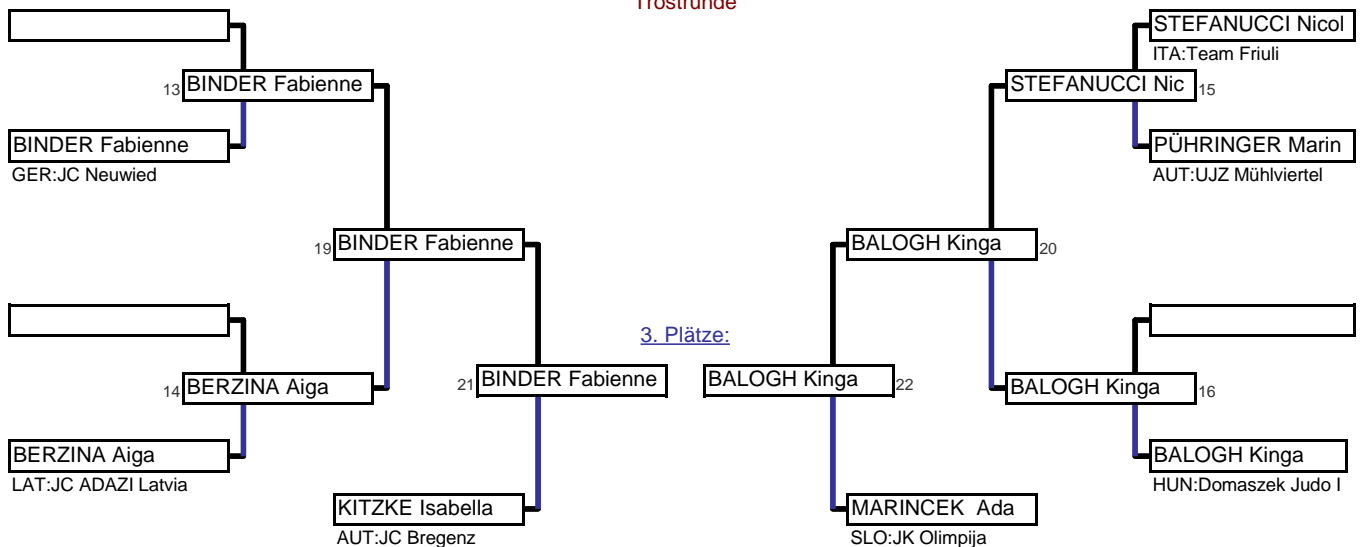 Trostrunde
STEFANUCCI Nicol
ITA:Team Friuli
13 BINDER Fabienne
STEFANUCCI Nic 15
BINDER Fabienne
GER:JC Neuwied
PÜHRINGER Marin
AUT:UJZ Mühlviertel
19 BINDER Fabienne
BALOGH Kinga 20
3. Plätze:
14 BERZINA Aiga
21 BINDER Fabienne
BALOGH Kinga 22
BALOGH Kinga 16
BERZINA Aiga
LAT:JC ADAZI Latvia
BALOGH Kinga
HUN:Domaszek Judo I
KITZKE Isabella
AUT:JC Bregenz
MARINCEK Ada
SLO:JK Olimpija